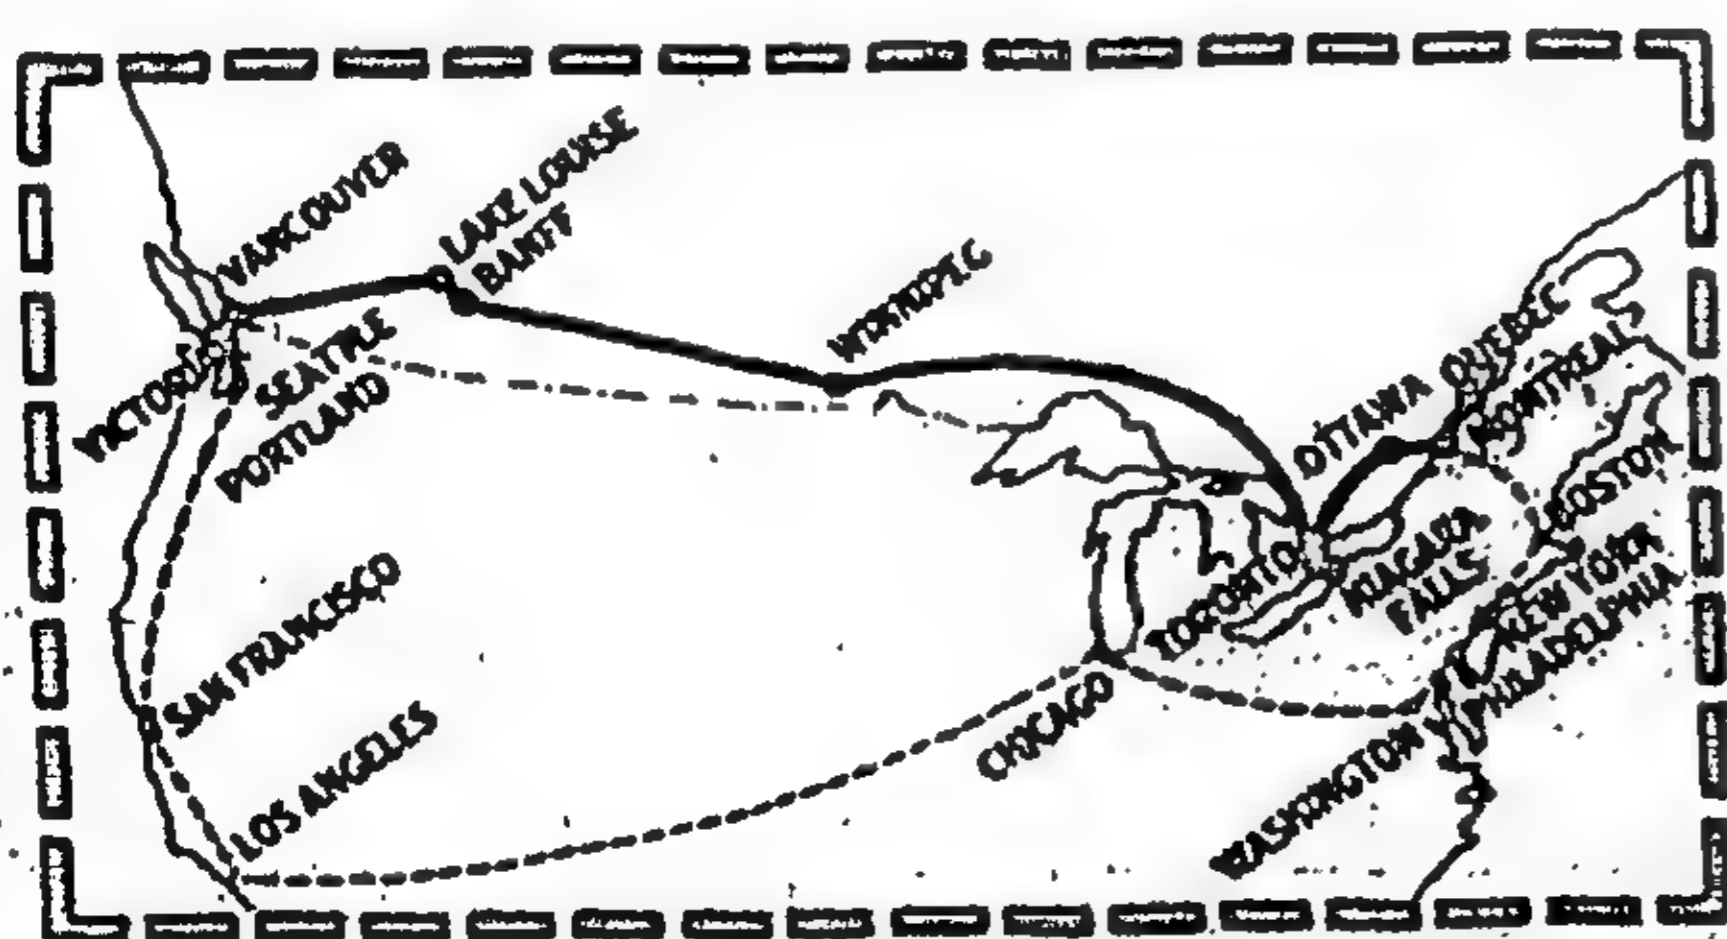 VANCOUVER
LAKE LOUISE
BANFF
WINNIPEG
VICTORIA
SEATTLE
PORTLAND
OTTAWA
QUEBEC
MONTREAL
BOSTON
SAN FRANCISCO
TORONTO
NIAGARA
FALLS
NEW YORK
PHILADELPHIA
LOS ANGELES
CHICAGO
WASHINGTON